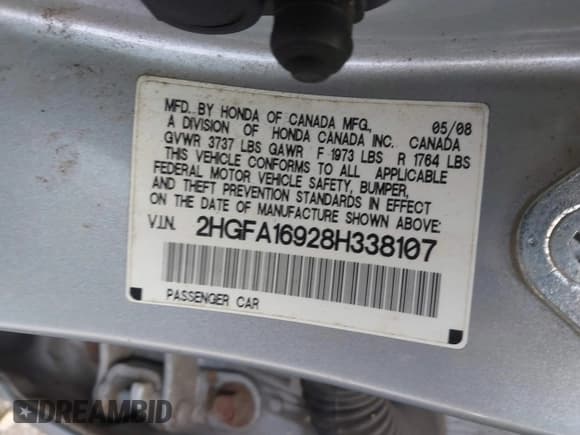 MFD. BY HONDA OF CANADA MFG., 05/08
A DIVISION OF HONDA CANADA INC. CANADA
GVWR 3737 LBS GAWR F 1973 LBS R 1764 LBS
THIS VEHICLE CONFORMS TO ALL APPLICABLE
FEDERAL MOTOR VEHICLE SAFETY, BUMPER,
AND THEFT PREVENTION STANDARDS IN EFFECT
ON THE DATE OF MANUFACTURE SHOWN ABOVE.
V.I.N. 2HGFA16928H338107
PASSENGER CAR
DREAMBID